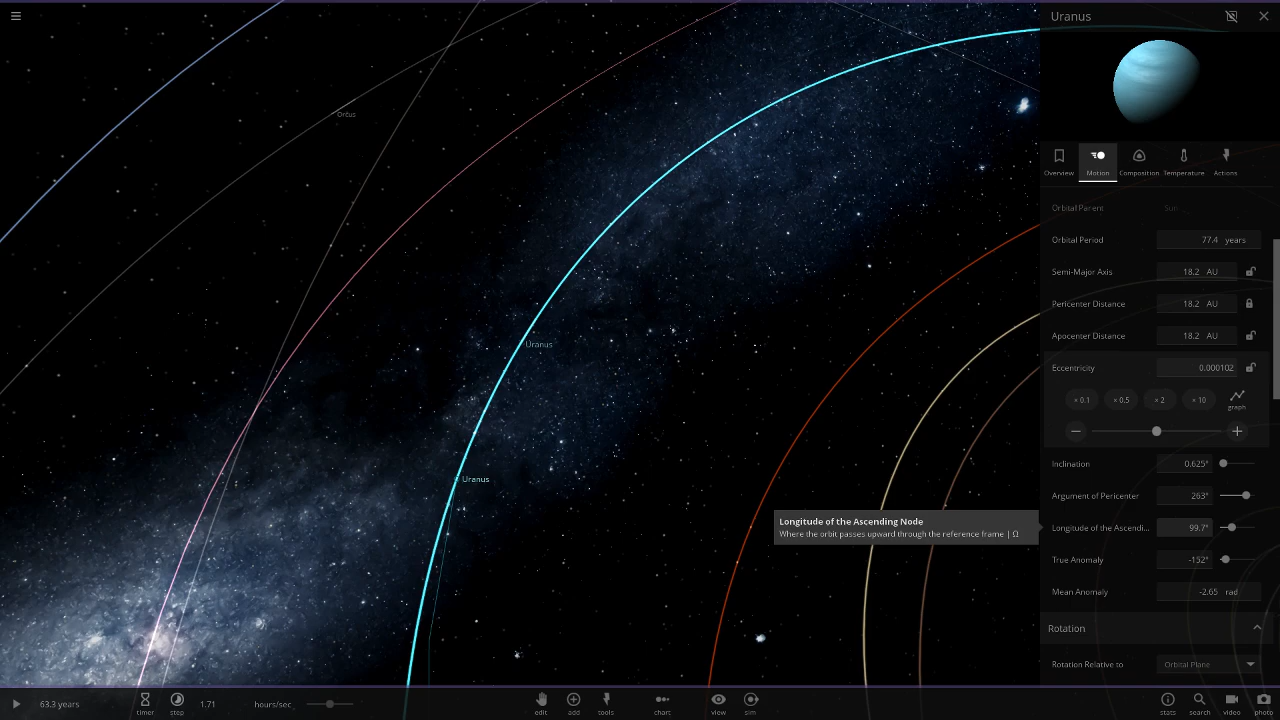 Uranus
Orcus
Uranus
Uranus
Overview Motion Composition Temperature Actions
Orbital Parent Sun
Orbital Period 77.4 years
Semi-Major Axis 18.2 AU
Pericenter Distance 18.2 AU
Apocenter Distance 18.2 AU
Eccentricity 0.000102
× 0.1 × 0.5 × 2 × 10 graph
Inclination 0.625°
Argument of Pericenter 263°
Longitude of the Ascendi... 99.7°
Longitude of the Ascending Node
Where the orbit passes upward through the reference frame | Ω
True Anomaly -152°
Mean Anomaly -2.65 rad
Rotation
Rotation Relative to Orbital Plane
63.3 years timer step 1.71 hours/sec edit add tools chart view sim stats search video photo